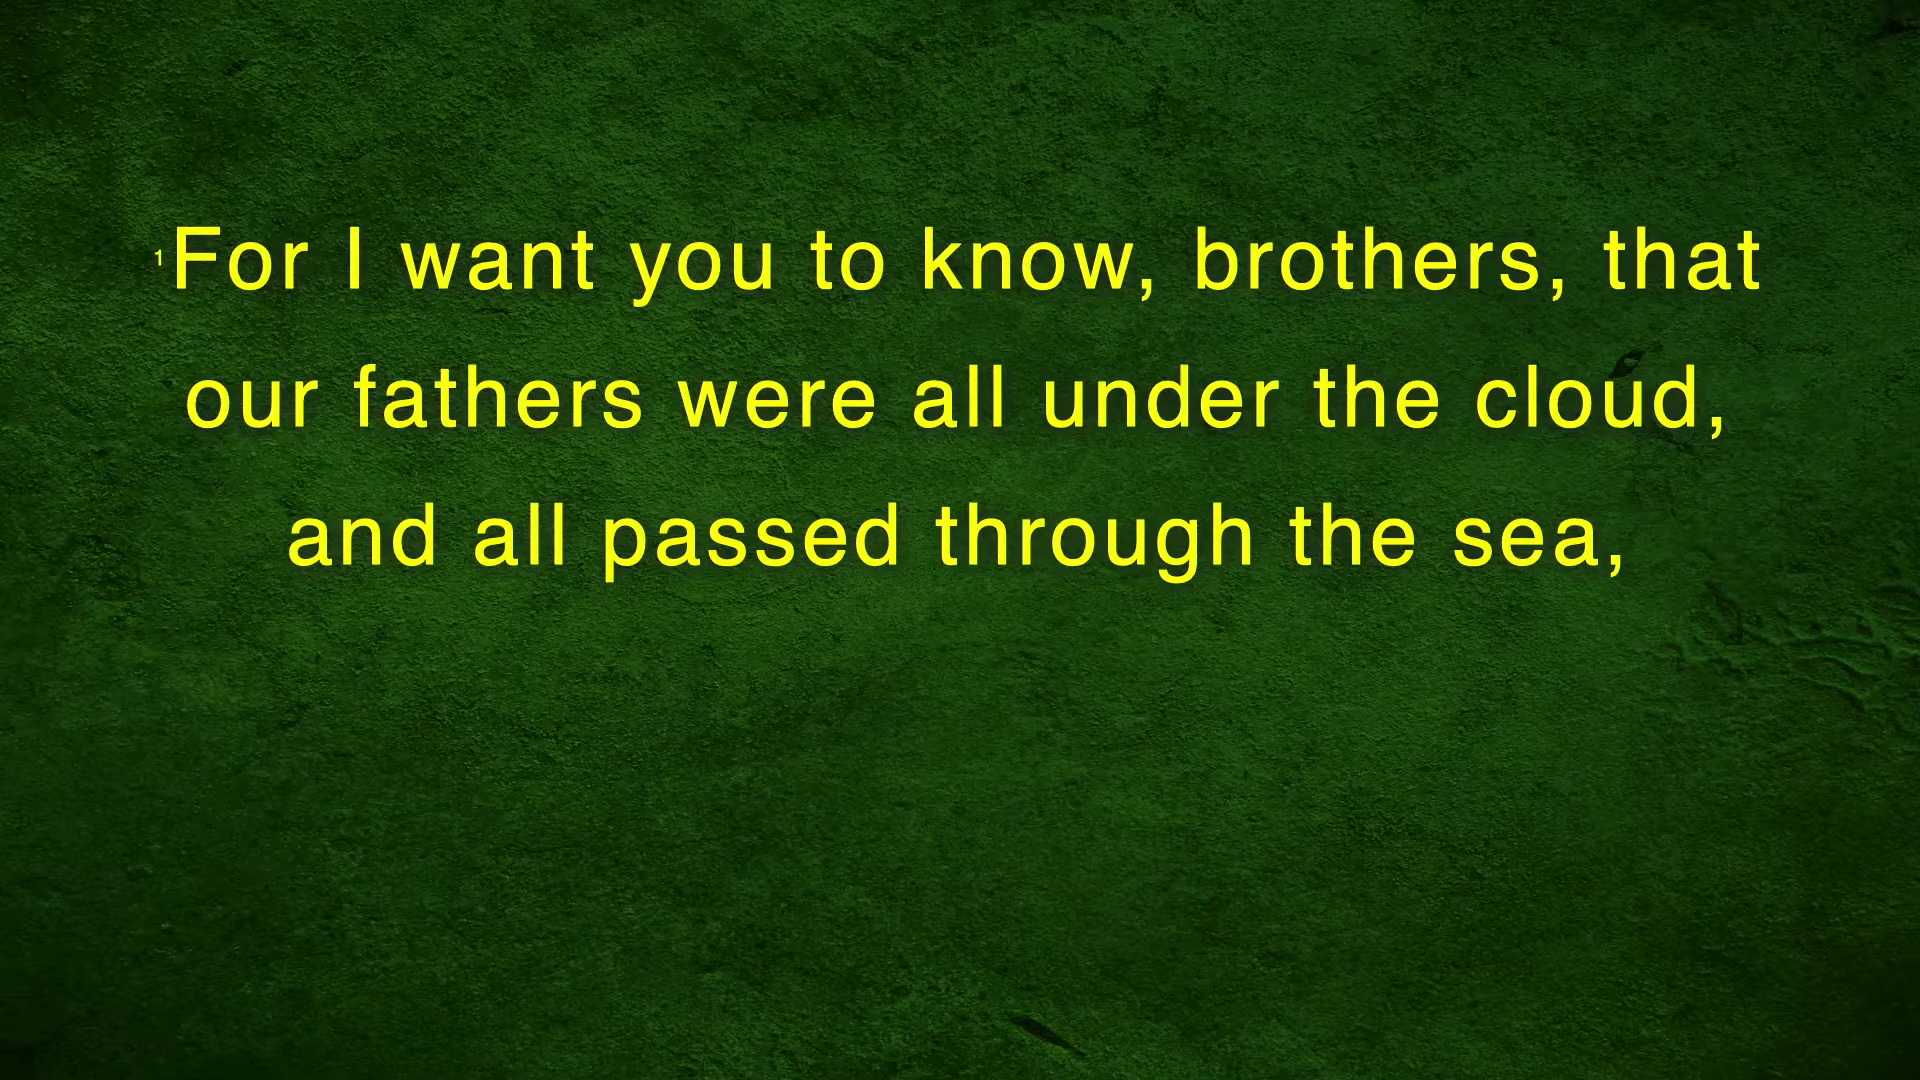 ¹For I want you to know, brothers, that
our fathers were all under the cloud,
and all passed through the sea,